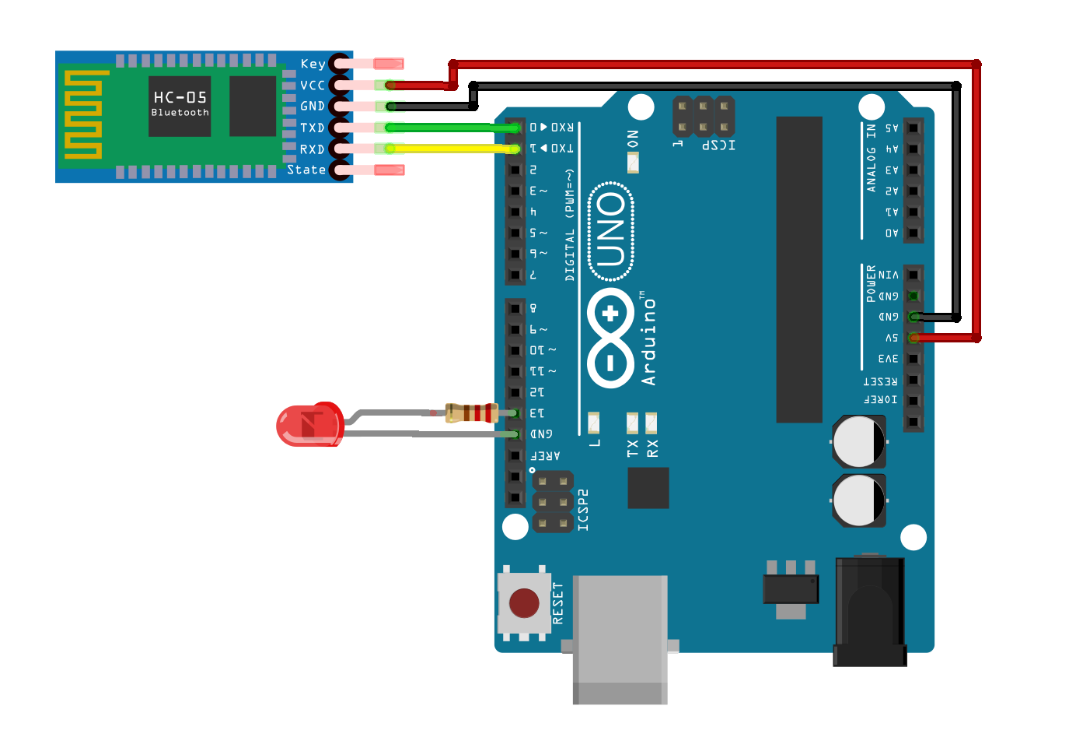 HC-05
Bluetooth
Key
VCC
GND
TXD
RXD
State
0 ▶ RXD
1 ▶ TXD
2
3 ~
4
5 ~
6 ~
7
8
9 ~
10 ~
11 ~
12
13
GND
AREF
DIGITAL (PWM=~)
UNO
Arduino™
ON
1
ICSP
L
TX
RX
ICSP2
RESET
ANALOG IN
A5
A4
A3
A2
A1
A0
POWER
VIN
GND
GND
5V
3V3
RESET
IOREF